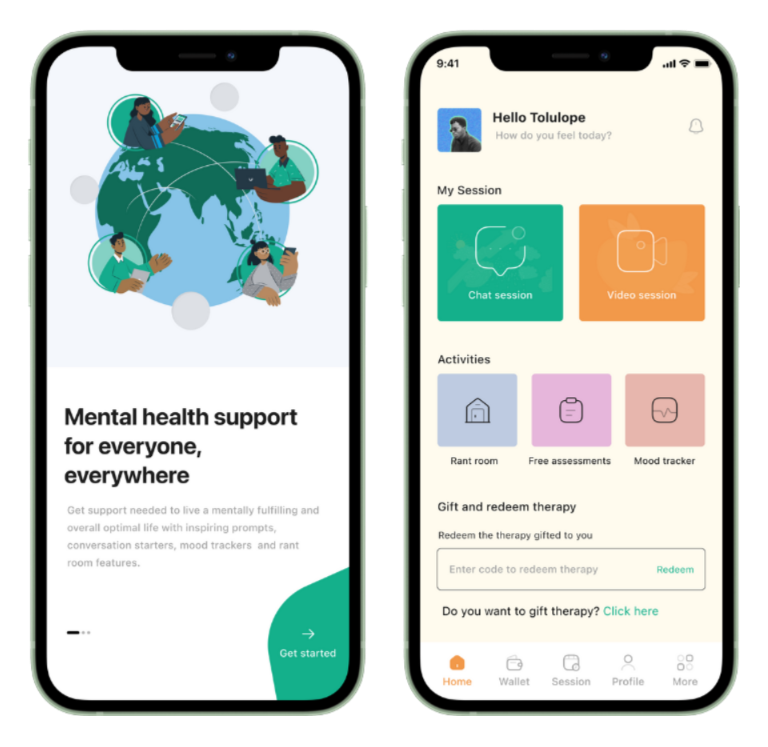 Mental health support
for everyone,
everywhere
Get support needed to live a mentally fulfilling and
overall optimal life with inspiring prompts,
conversation starters, mood trackers and rant
room features.
Get started
9:41
Hello Tolulope
How do you feel today?
My Session
Chat session
Video session
Activities
Rant room
Free assessments
Mood tracker
Gift and redeem therapy
Redeem the therapy gifted to you
Enter code to redeem therapy
Redeem
Do you want to gift therapy? Click here
Home
Wallet
Session
Profile
More